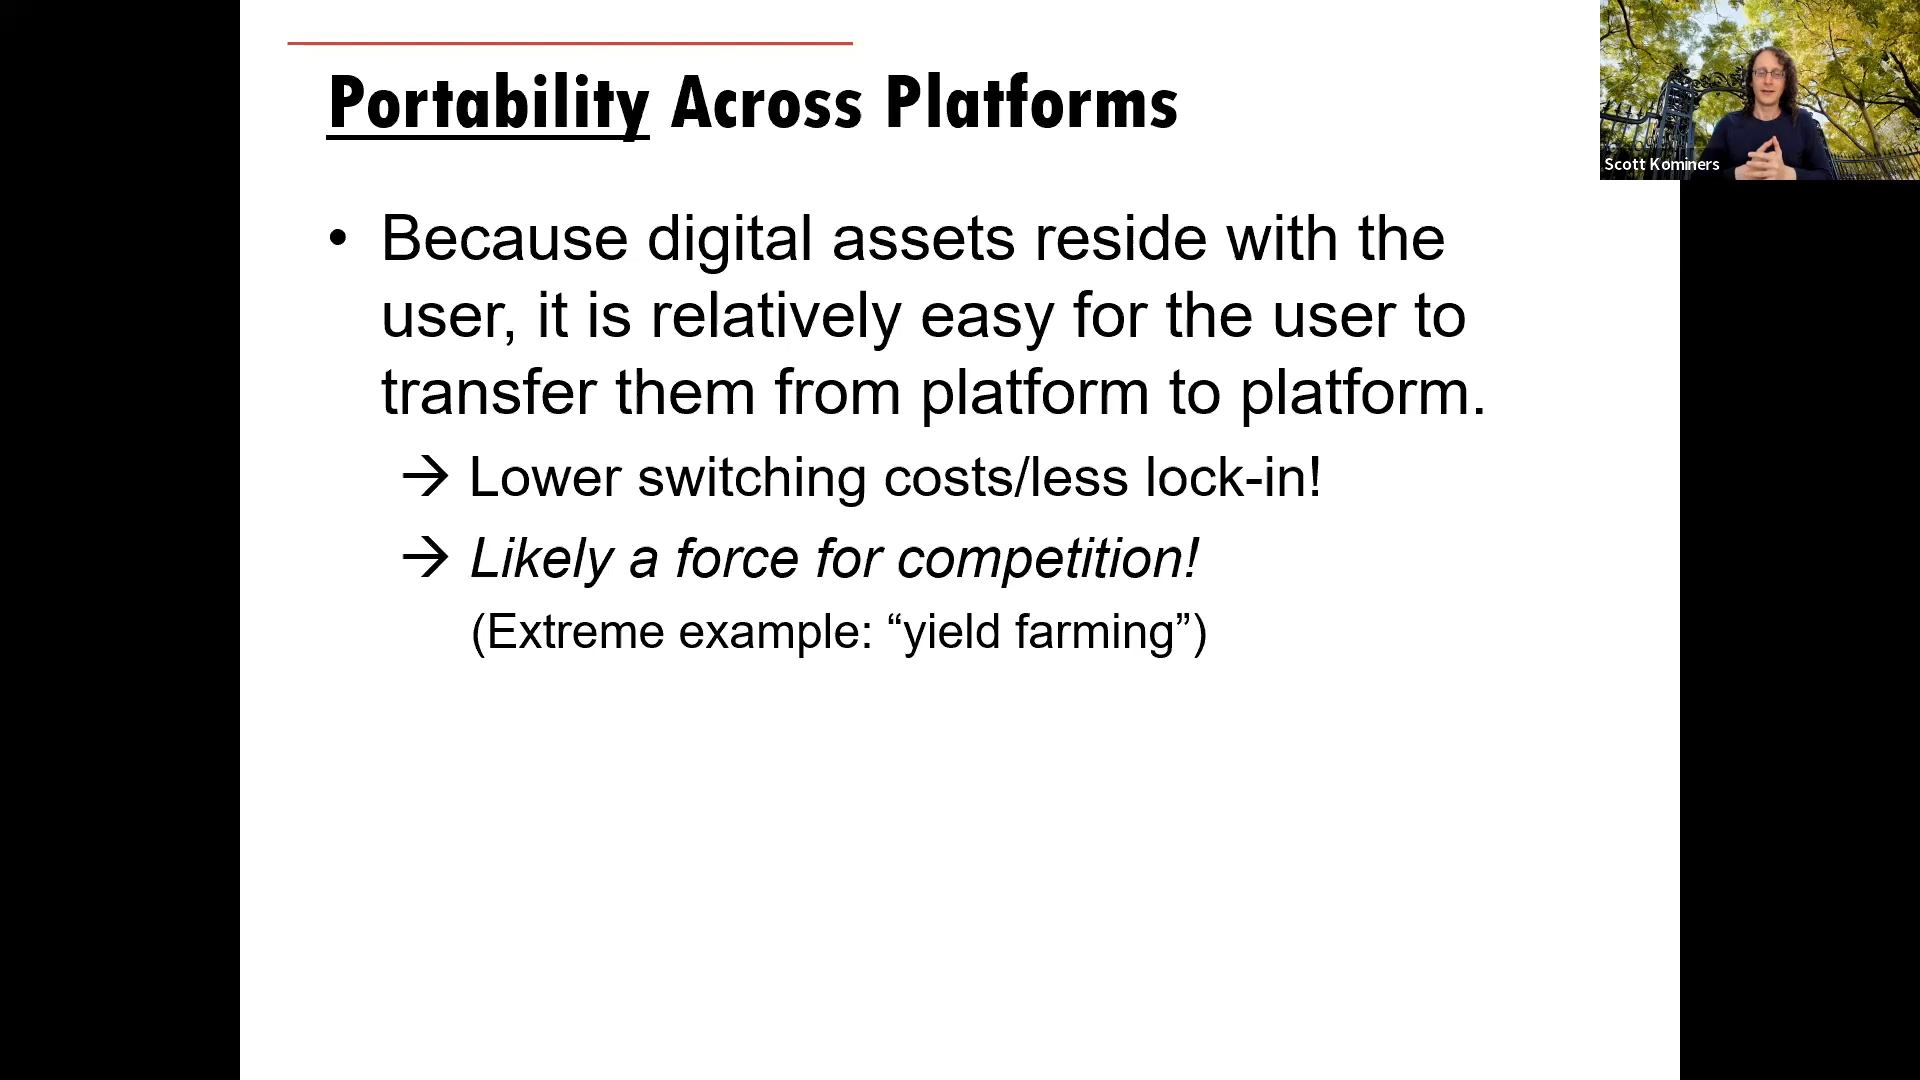 Portability Across Platforms
Scott Kominers
• Because digital assets reside with the
user, it is relatively easy for the user to
transfer them from platform to platform.
→ Lower switching costs/less lock-in!
→ Likely a force for competition!
(Extreme example: “yield farming”)